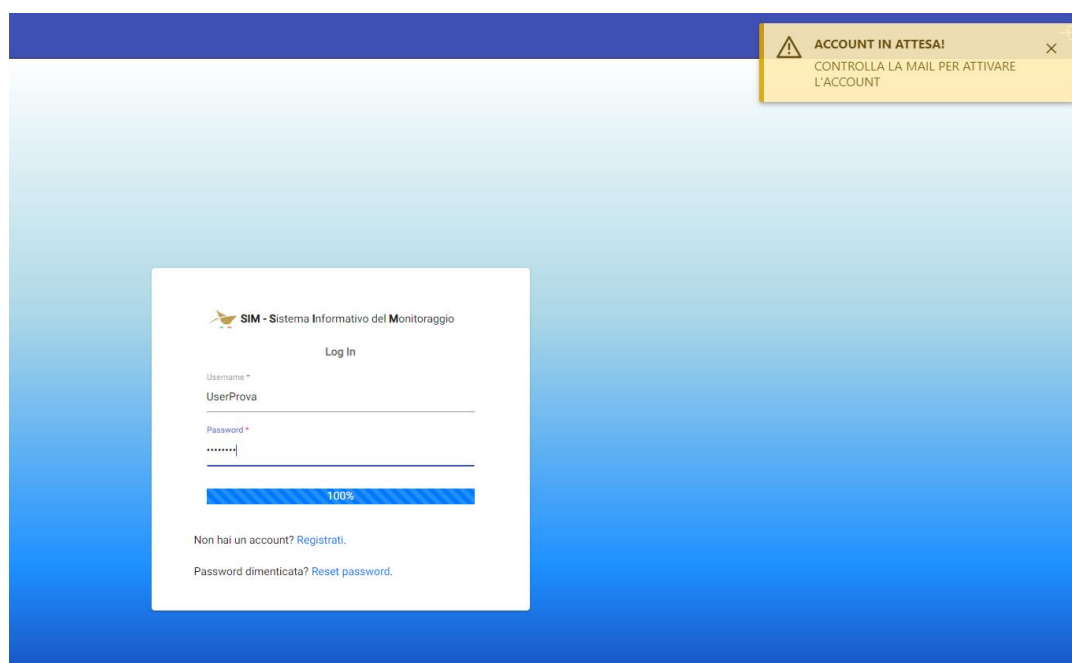 ACCOUNT IN ATTESA!
CONTROLLA LA MAIL PER ATTIVARE
L'ACCOUNT
SIM - Sistema Informativo del Monitoraggio
Log In
Username *
UserProva
Password *
••••••••
100%
Non hai un account? Registrati.
Password dimenticata? Reset password.